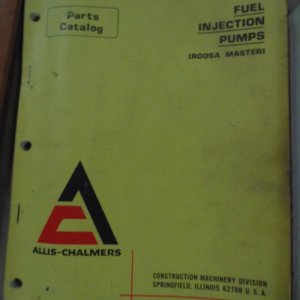 Parts
Catalog
FUEL
INJECTION
PUMPS
(ROOSA MASTER)
ALLIS-CHALMERS
CONSTRUCTION MACHINERY DIVISION
SPRINGFIELD, ILLINOIS 62708 U. S. A.